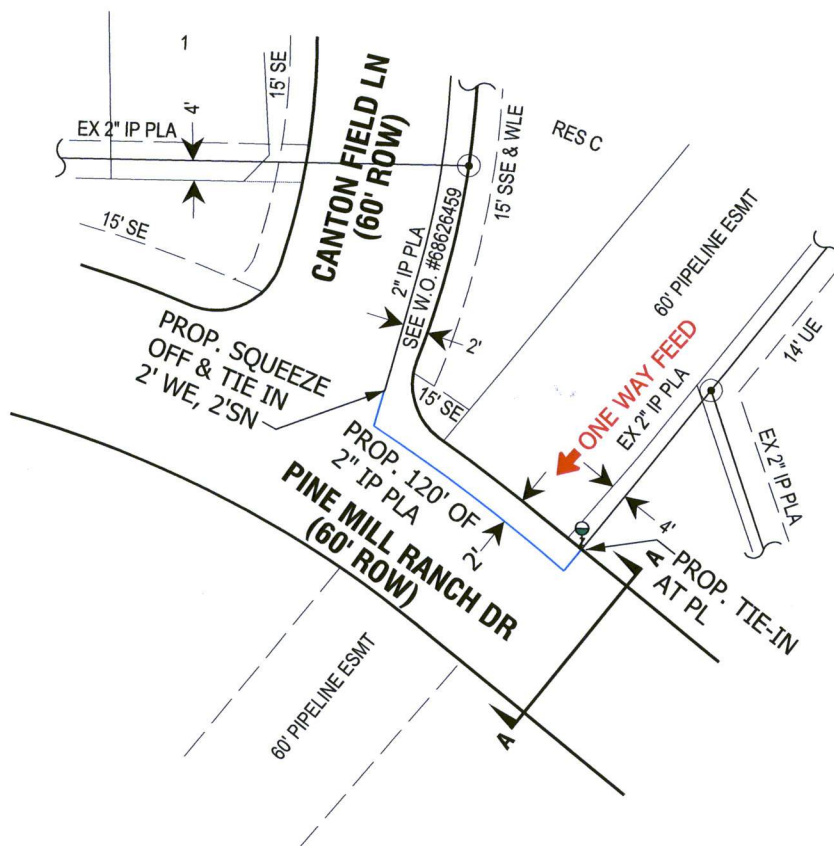 1
15' SE
4'
EX 2" IP PLA
15' SE
CANTON FIELD LN
(60' ROW)
2" IP PLA
SEE W.O. #68626459
15' SSE & WLE
RES C
60' PIPELINE ESMT
14' UE
PROP. SQUEEZE
OFF & TIE IN
2' WE, 2'SN
2'
15' SE
ONE WAY FEED
EX 2" IP PLA
EX 2" IP PLA
PROP. 120' OF
2" IP PLA
PINE MILL RANCH DR
(60' ROW)
2'
4'
PROP. TIE-IN
AT PL
A
A
60' PIPELINE ESMT